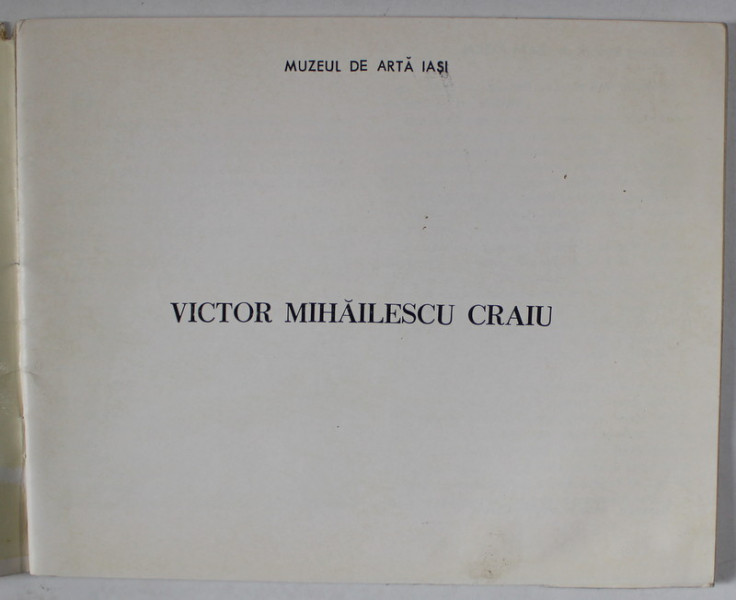 MUZEUL DE ARTĂ IAȘI
VICTOR MIHĂILESCU CRAIU